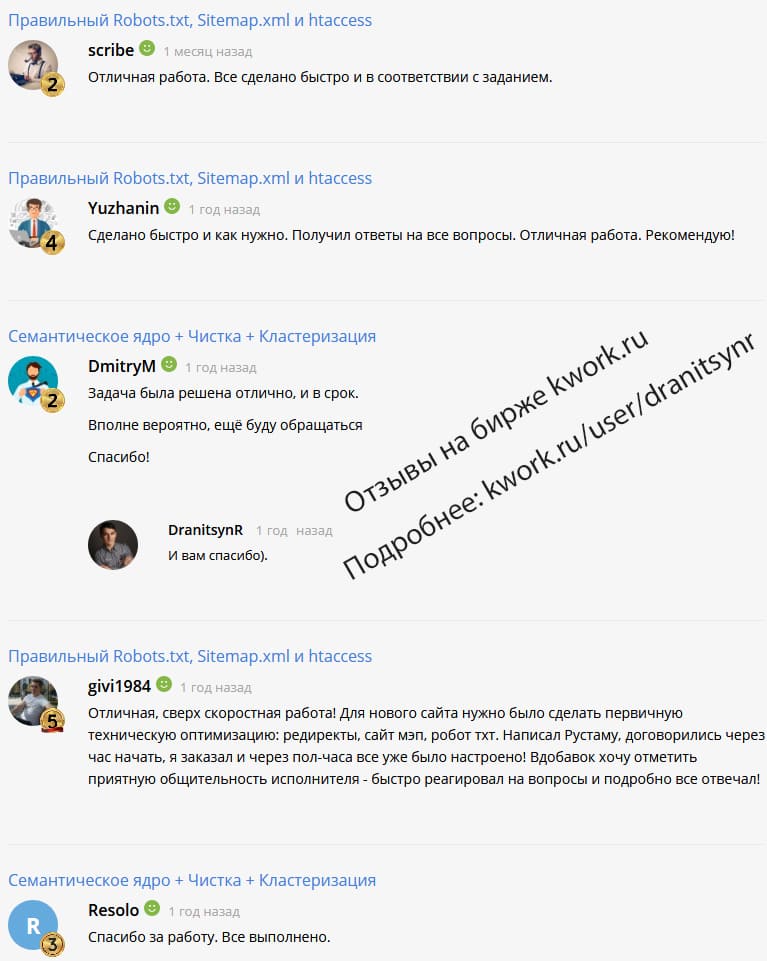 Правильный Robots.txt, Sitemap.xml и htaccess
scribe 1 месяц назад
2
Отличная работа. Все сделано быстро и в соответствии с заданием.
Правильный Robots.txt, Sitemap.xml и htaccess
Yuzhanin 1 год назад
4
Сделано быстро и как нужно. Получил ответы на все вопросы. Отличная работа. Рекомендую!
Семантическое ядро + Чистка + Кластеризация
DmitryM 1 год назад
2
Задача была решена отлично, и в срок.
Вполне вероятно, ещё буду обращаться
Спасибо!
Отзывы на бирже kwork.ru
Подробнее: kwork.ru/user/dranitsynr
DranitsynR 1 год назад
И вам спасибо).
Правильный Robots.txt, Sitemap.xml и htaccess
givi1984 1 год назад
5
Отличная, сверх скоростная работа! Для нового сайта нужно было сделать первичную
техническую оптимизацию: редиректы, сайт мэп, робот тхт. Написал Рустаму, договорились через
час начать, я заказал и через пол-часа все уже было настроено! Вдобавок хочу отметить
приятную общительность исполнителя - быстро реагировал на вопросы и подробно все отвечал!
Семантическое ядро + Чистка + Кластеризация
Resolo 1 год назад
R
3
Спасибо за работу. Все выполнено.